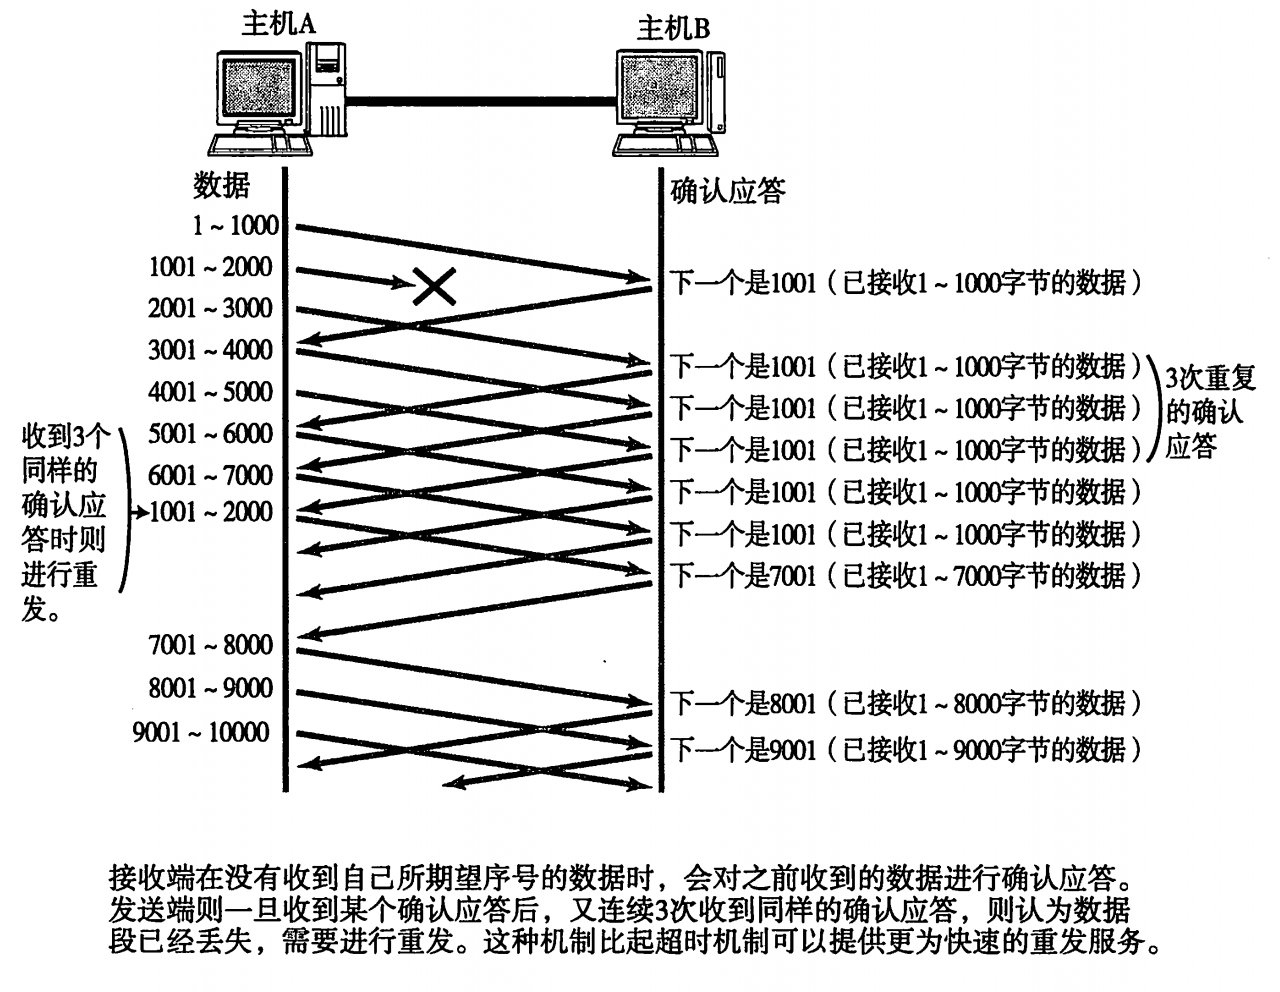 主机A
主机B
数据
确认应答
1~1000
1001~2000
下一个是1001（已接收1~1000字节的数据）
2001~3000
3001~4000
下一个是1001（已接收1~1000字节的数据）
3次重复
的确认
应答
4001~5000
下一个是1001（已接收1~1000字节的数据）
5001~6000
下一个是1001（已接收1~1000字节的数据）
收到3个
同样的
确认应
答时则
进行重
发。
6001~7000
下一个是1001（已接收1~1000字节的数据）
1001~2000
下一个是1001（已接收1~1000字节的数据）
下一个是7001（已接收1~7000字节的数据）
7001~8000
8001~9000
下一个是8001（已接收1~8000字节的数据）
9001~10000
下一个是9001（已接收1~9000字节的数据）
接收端在没有收到自己所期望序号的数据时，会对之前收到的数据进行确认应答。
发送端则一旦收到某个确认应答后，又连续3次收到同样的确认应答，则认为数据
段已经丢失，需要进行重发。这种机制比起超时机制可以提供更为快速的重发服务。